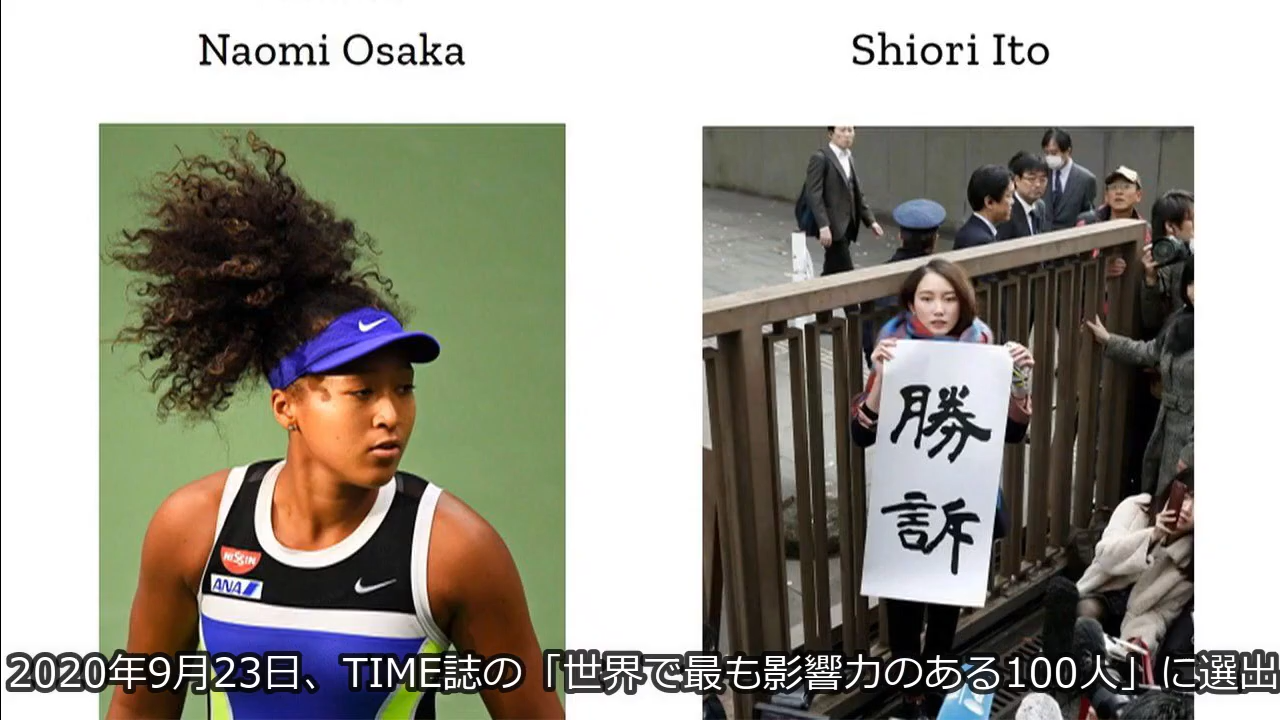 Naomi Osaka
Shiori Ito
NISSIN
ANA
勝
訴
2020年9月23日、TIME誌の「世界で最も影響力のある100人」に選出